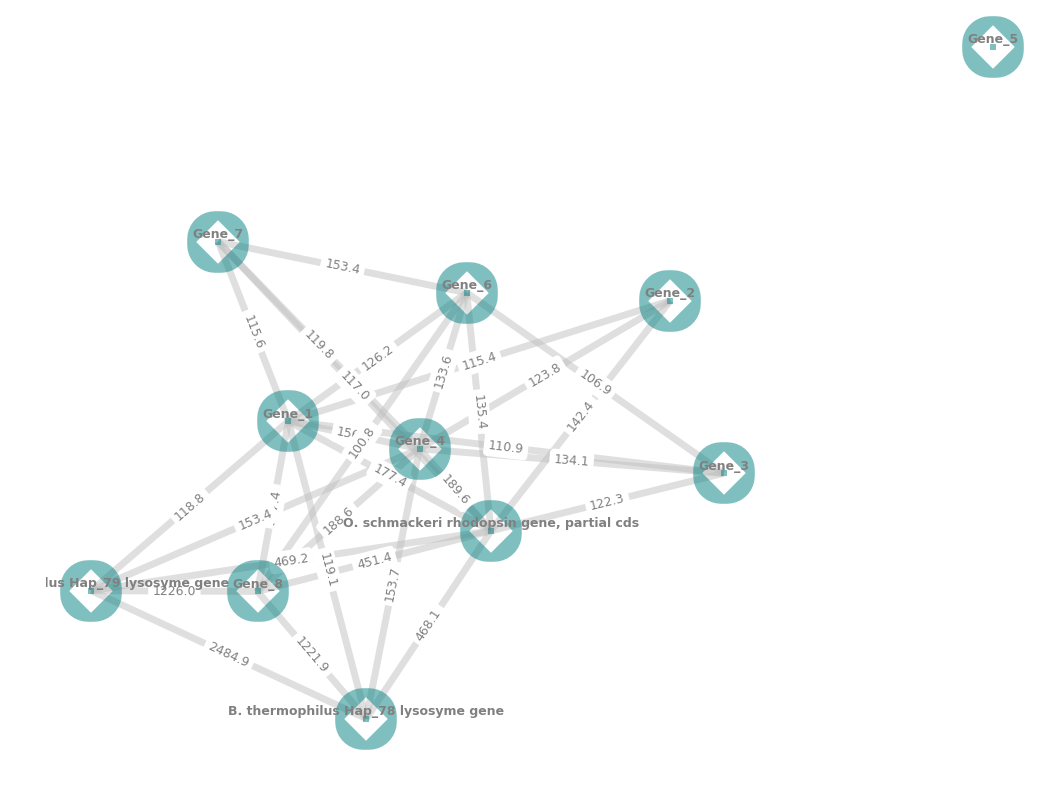 Gene_5
Gene_7
153.4
Gene_6
Gene_2
115.6
119.8
126.2
115.4
133.6
123.8
106.9
117.0
135.4
142.4
Gene_1
100.8
Gene_4
110.9
134.1
Gene_3
177.4
189.6
118.8
153.4
188.6
122.3
O. schmackeri rhodopsin gene, partial cds
469.2
451.4
119.1
153.7
lus Hap_79 lysosyme gene
Gene_8
1226.0
468.1
2484.9
1221.9
B. thermophilus Hap_78 lysosyme gene